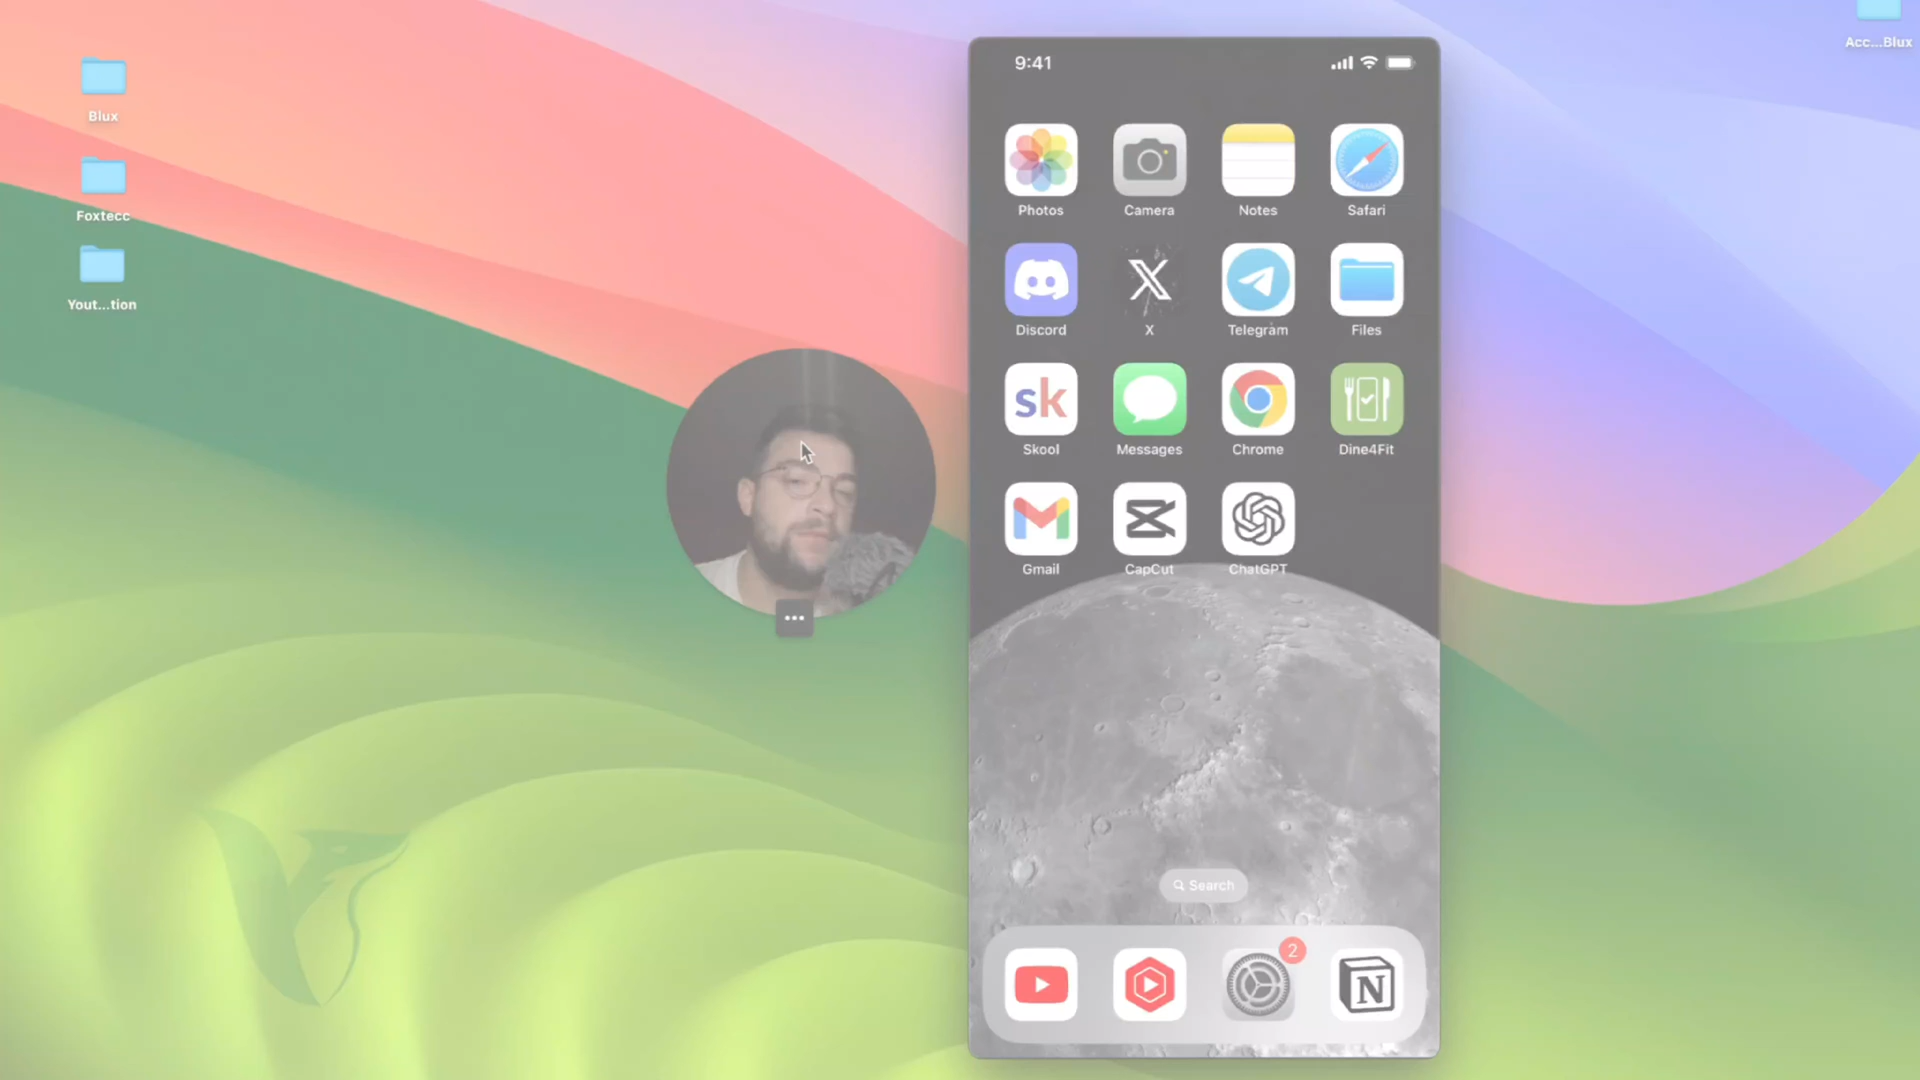 Acc...Blux
Blux
Foxtecc
Yout...tion
9:41
Photos
Camera
Notes
Safari
Discord
X
Telegram
Files
sk
Skool
Messages
Chrome
Dine4Fit
Gmail
CapCut
ChatGPT
Search
2
N